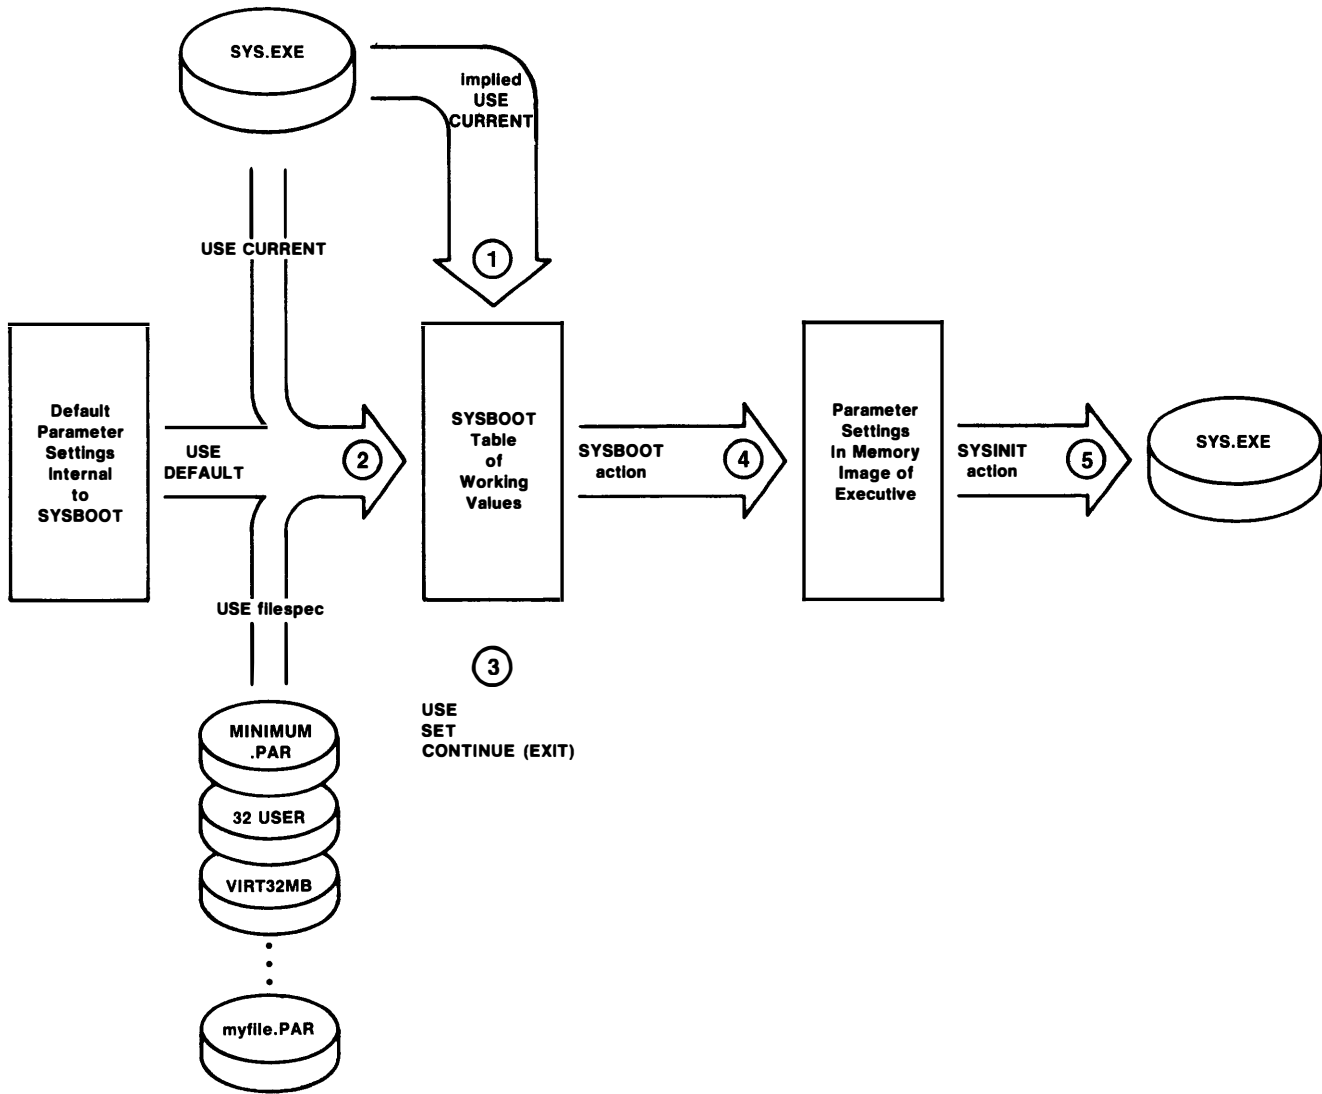 SYS.EXE
Implied
USE
CURRENT
1
USE CURRENT
Default
Parameter
Settings
Internal
to
SYSBOOT
USE
DEFAULT
2
SYSBOOT
Table
of
Working
Values
SYSBOOT
action
4
Parameter
Settings
In Memory
Image of
Executive
SYSINIT
action
5
SYS.EXE
USE filespec
3
USE
SET
CONTINUE (EXIT)
MINIMUM
.PAR
32 USER
VIRT32MB
myfile.PAR